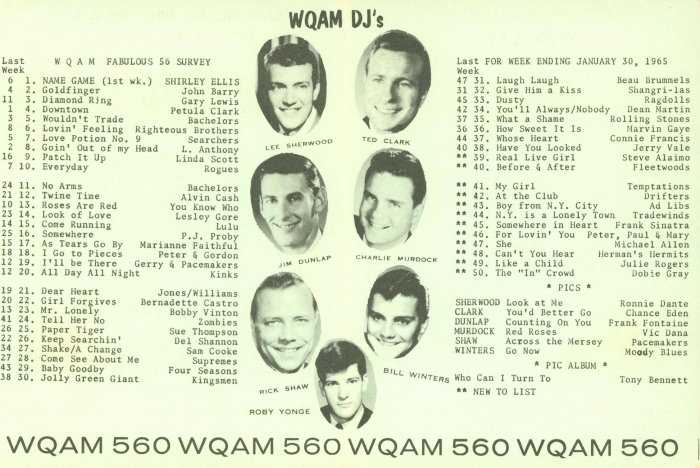 WQAM DJ's
Last W Q A M FABULOUS 56 SURVEY
Week
6 1. NAME GAME (1st wk.) SHIRLEY ELLIS
4 2. Goldfinger John Barry
11 3. Diamond Ring Gary Lewis
1 4. Downtown Petula Clark
3 5. Wouldn't Trade Bachelors
8 6. Lovin' Feeling Righteous Brothers
5 7. Love Potion No. 9 Searchers
2 8. Goin' Out of my Head L. Anthony
16 9. Patch It Up Linda Scott
7 10. Everyday Rogues
24 11. No Arms Bachelors
21 12. Twine Time Alvin Cash
10 13. Roses Are Red You Know Who
23 14. Look of Love Lesley Gore
14 15. Come Running Lulu
25 16. Somewhere P.J. Proby
15 17. As Tears Go By Marianne Faithful
18 18. I Go to Pieces Peter & Gordon
12 19. I'll be There Gerry & Pacemakers
12 20. All Day All Night Kinks
19 21. Dear Heart Jones/Williams
20 22. Girl Forgives Bernadette Castro
13 23. Mr. Lonely Bobby Vinton
41 24. Tell Her No Zombies
26 25. Paper Tiger Sue Thompson
22 26. Keep Searchin' Del Shannon
34 27. Shake/A Change Sam Cooke
27 28. Come See About Me Supremes
43 29. Baby Goodby Four Seasons
38 30. Jolly Green Giant Kingsmen
LEE SHERWOOD
TED CLARK
JIM DUNLAP
CHARLIE MURDOCK
RICK SHAW
BILL WINTERS
ROBY YONGE
Last FOR WEEK ENDING JANUARY 30, 1965
Week
47 31. Laugh Laugh Beau Brummels
31 32. Give Him a Kiss Shangri-las
45 33. Dusty Ragdolls
42 34. You'll Always/Nobody Dean Martin
37 35. What a Shame Rolling Stones
36 36. How Sweet It Is Marvin Gaye
44 37. Whose Heart Connie Francis
40 38. Have You Looked Jerry Vale
** 39. Real Live Girl Steve Alaimo
** 40. Before & After Fleetwoods
** 41. My Girl Temptations
** 42. At the Club Drifters
** 43. Boy from N.Y. City Ad Libs
** 44. N.Y. is a Lonely Town Tradewinds
** 45. Somewhere in Heart Frank Sinatra
** 46. For Lovin' You Peter, Paul & Mary
** 47. She Michael Allen
** 48. Can't You Hear Herman's Hermits
** 49. Like a Child Julie Rogers
** 50. The "In" Crowd Dobie Gray
* PICS *
SHERWOOD Look at Me Ronnie Dante
CLARK You'd Better Go Chance Eden
DUNLAP Counting On You Frank Fontaine
MURDOCK Red Roses Vic Dana
SHAW Across the Mersey Pacemakers
WINTERS Go Now Moody Blues
* PIC ALBUM *
Who Can I Turn To Tony Bennett
** NEW TO LIST
WQAM 560 WQAM 560 WQAM 560 WQAM 560